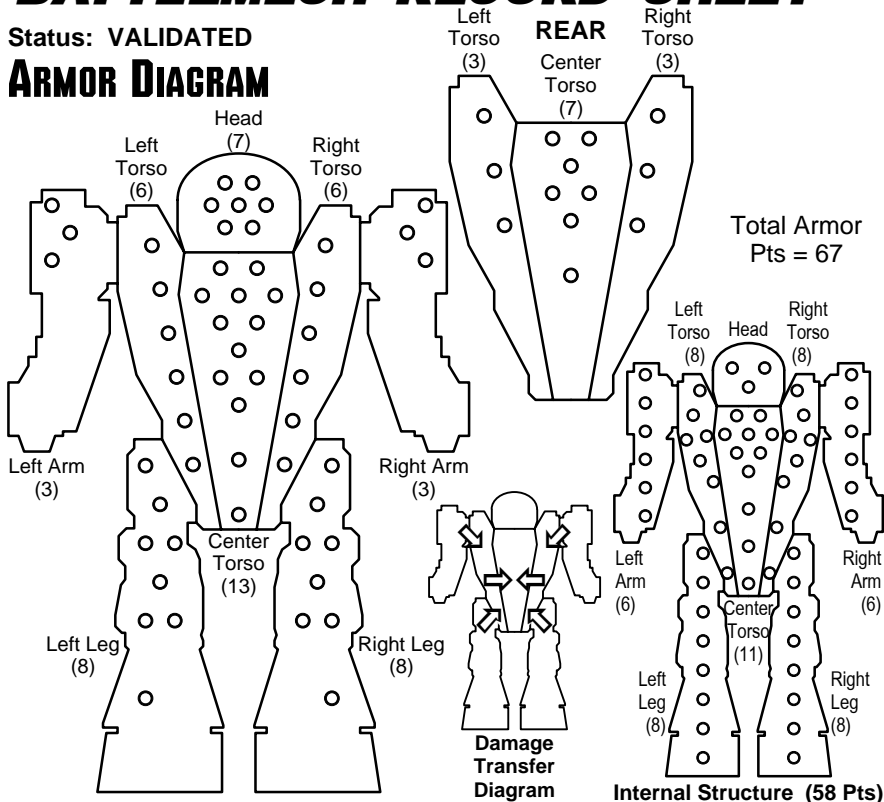 BATTLEMECH RECORD SHEET
Status: VALIDATED
ARMOR DIAGRAM
Head
(7)
Left
Torso
(6)
Right
Torso
(6)
Left Arm
(3)
Right Arm
(3)
Center
Torso
(13)
Left Leg
(8)
Right Leg
(8)
Left
Torso
(3)
REAR
Center
Torso
(7)
Right
Torso
(3)
Total Armor
Pts = 67
Left
Torso
(8)
Head
Right
Torso
(8)
Left
Arm
(6)
Right
Arm
(6)
Center
Torso
(11)
Left
Leg
(8)
Right
Leg
(8)
Damage
Transfer
Diagram
Internal Structure (58 Pts)